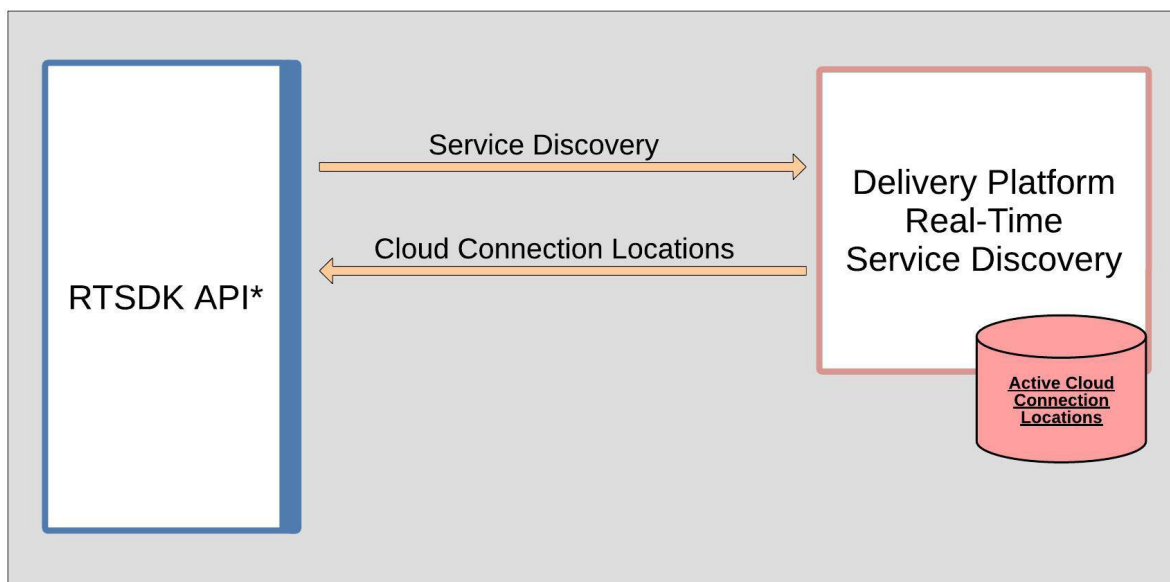 Service Discovery
Cloud Connection Locations
RTSDK API*
Delivery Platform
Real-Time
Service Discovery
Active Cloud
Connection
Locations